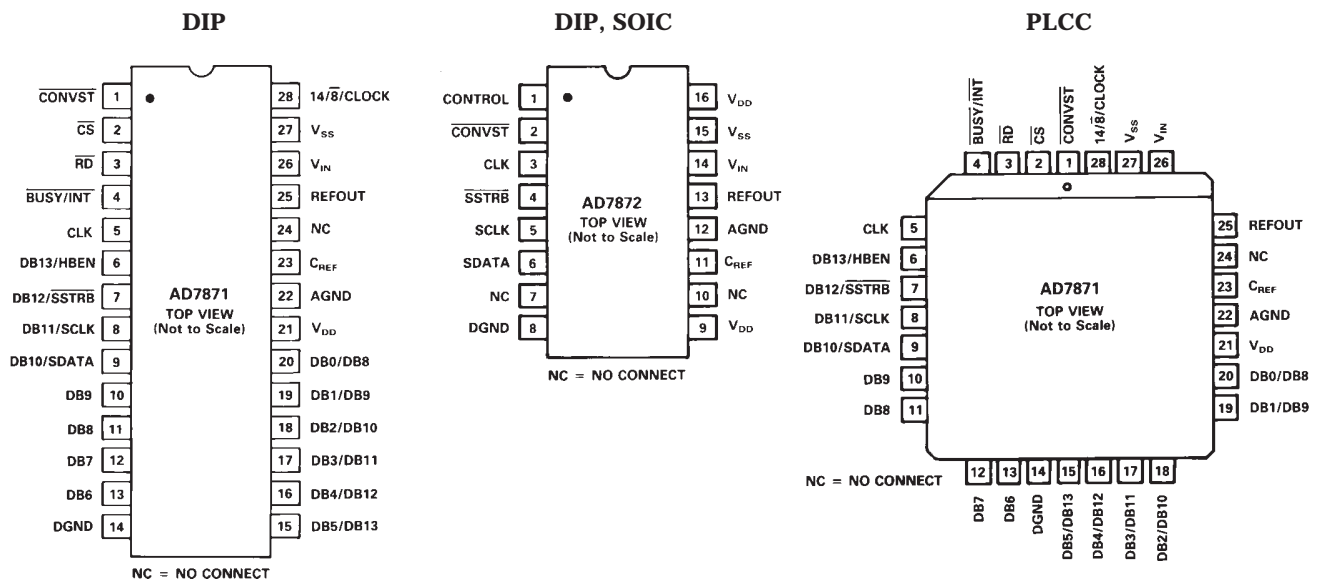 DIP
CONVST 1
CS 2
RD 3
BUSY/INT 4
CLK 5
DB13/HBEN 6
DB12/SSTRB 7
DB11/SCLK 8
DB10/SDATA 9
DB9 10
DB8 11
DB7 12
DB6 13
DGND 14
AD7871
TOP VIEW
(Not to Scale)
28 14/8/CLOCK
27 VSS
26 VIN
25 REFOUT
24 NC
23 CREF
22 AGND
21 VDD
20 DB0/DB8
19 DB1/DB9
18 DB2/DB10
17 DB3/DB11
16 DB4/DB12
15 DB5/DB13
NC = NO CONNECT
DIP, SOIC
CONTROL 1
CONVST 2
CLK 3
SSTRB 4
SCLK 5
SDATA 6
NC 7
DGND 8
AD7872
TOP VIEW
(Not to Scale)
16 VDD
15 VSS
14 VIN
13 REFOUT
12 AGND
11 CREF
10 NC
9 VDD
NC = NO CONNECT
PLCC
BUSY/INT RD CS CONVST 14/8/CLOCK VSS VIN
4 3 2 1 28 27 26
CLK 5
DB13/HBEN 6
DB12/SSTRB 7
DB11/SCLK 8
DB10/SDATA 9
DB9 10
DB8 11
AD7871
TOP VIEW
(Not to Scale)
25 REFOUT
24 NC
23 CREF
22 AGND
21 VDD
20 DB0/DB8
19 DB1/DB9
12 13 14 15 16 17 18
DB7 DB6 DGND DB5/DB13 DB4/DB12 DB3/DB11 DB2/DB10
NC = NO CONNECT